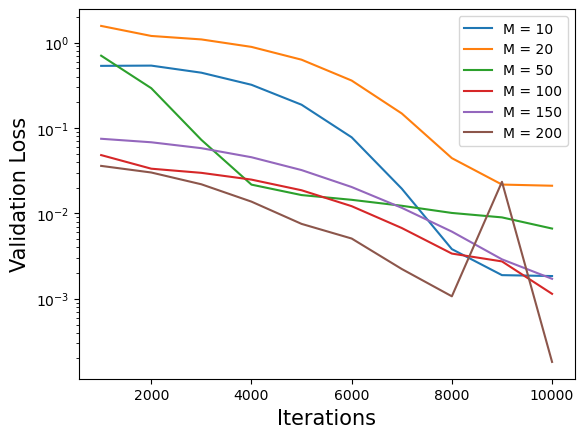 Validation Loss
10⁰
10⁻¹
10⁻²
10⁻³
M = 10
M = 20
M = 50
M = 100
M = 150
M = 200
2000 4000 6000 8000 10000
Iterations